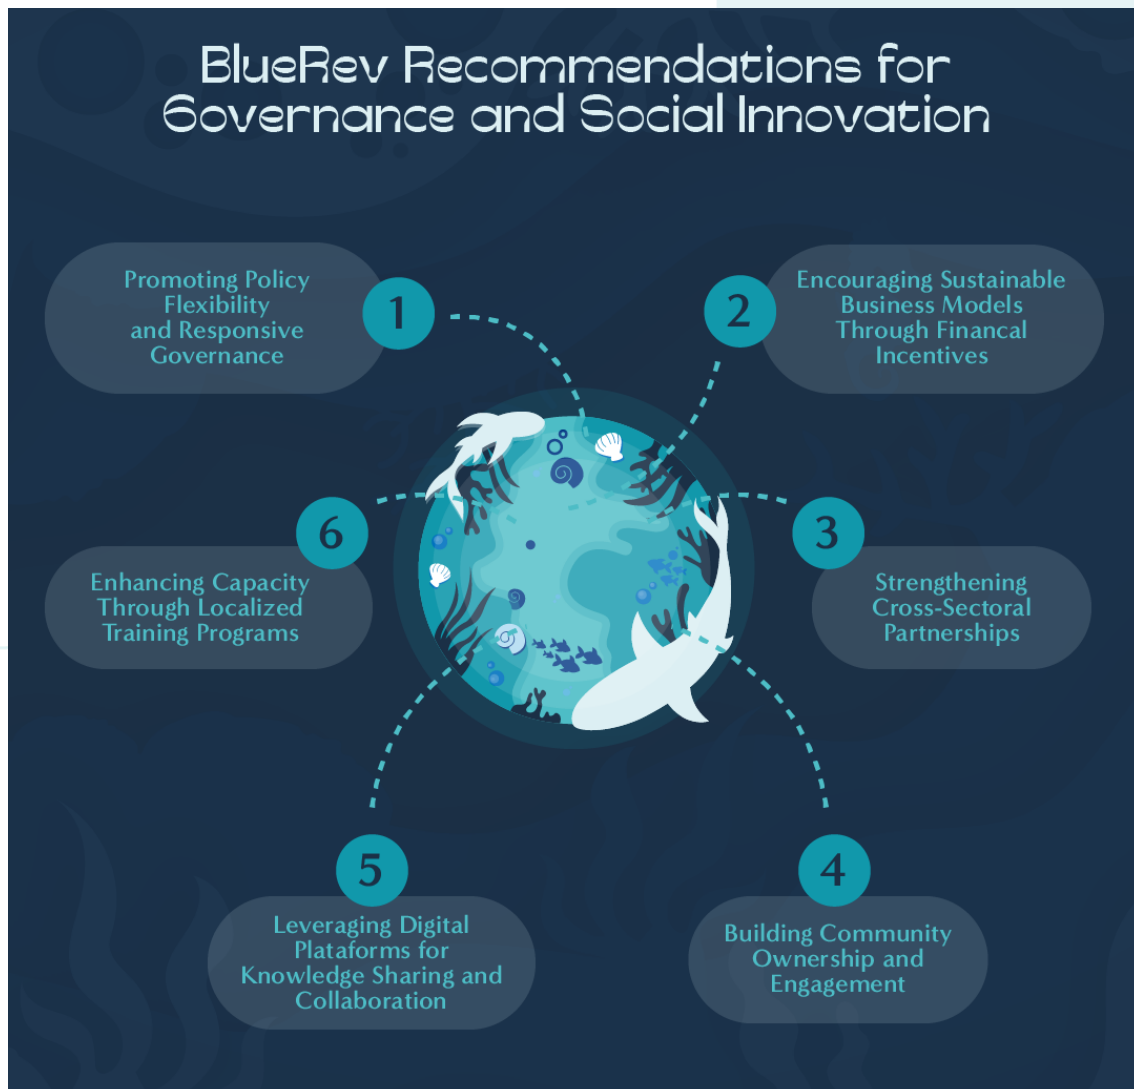 BlueRev Recommendations for
Governance and Social Innovation
1
Promoting Policy
Flexibility
and Responsive
Governance
2
Encouraging Sustainable
Business Models
Through Financal
Incentives
3
Strengthening
Cross-Sectoral
Partnerships
4
Building Community
Ownership and
Engagement
5
Leveraging Digital
Plataforms for
Knowledge Sharing and
Collaboration
6
Enhancing Capacity
Through Localized
Training Programs